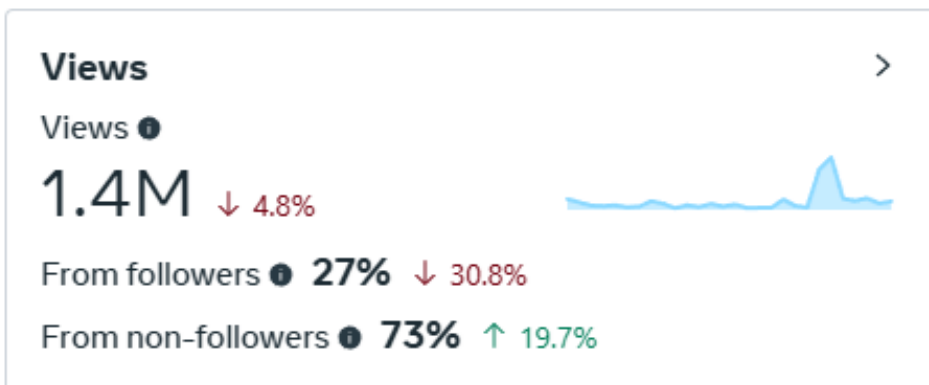 Views
Views
1.4M ↓ 4.8%
From followers 27% ↓ 30.8%
From non-followers 73% ↑ 19.7%